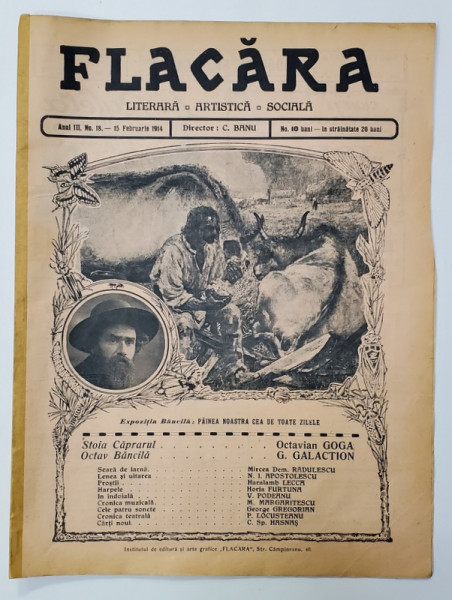 FLACĂRA
LITERARĂ ▫ ARTISTICĂ ▫ SOCIALĂ
Anul III, No. 18. — 15 Februarie 1914 Director : C. BANU No. 10 bani — în străinătate 20 bani
Expoziția Băncilă: PÂINEA NOASTRĂ CEA DE TOATE ZILELE
Stoia Căprarul . . . . . . . . . . Octavian GOGA
Octav Băncilă . . . . . . . . . . G. GALACTION
Seară de iarnă. . . . . . . . . . Mircea Dem. RĂDULESCU
Lenea și uitarea . . . . . . . . . . N. I. APOSTOLESCU
Proștii . . . . . . . . . . Haralamb LECCA
Harpele . . . . . . . . . . Horia FURTUNĂ
În îndoială . . . . . . . . . . V. PODEANU
Cronica muzicală. . . . . . . . . . M. MĂRGĂRITESCU
Cele patru sonete . . . . . . . . . . George GREGORIAN
Cronica teatrală . . . . . . . . . . P. LOCUSTEANU
Cărți nouă . . . . . . . . . . C. Sp. HASNAȘ
Institutul de editură și arte grafice „FLACĂRA", Str. Câmpineanu, 40.